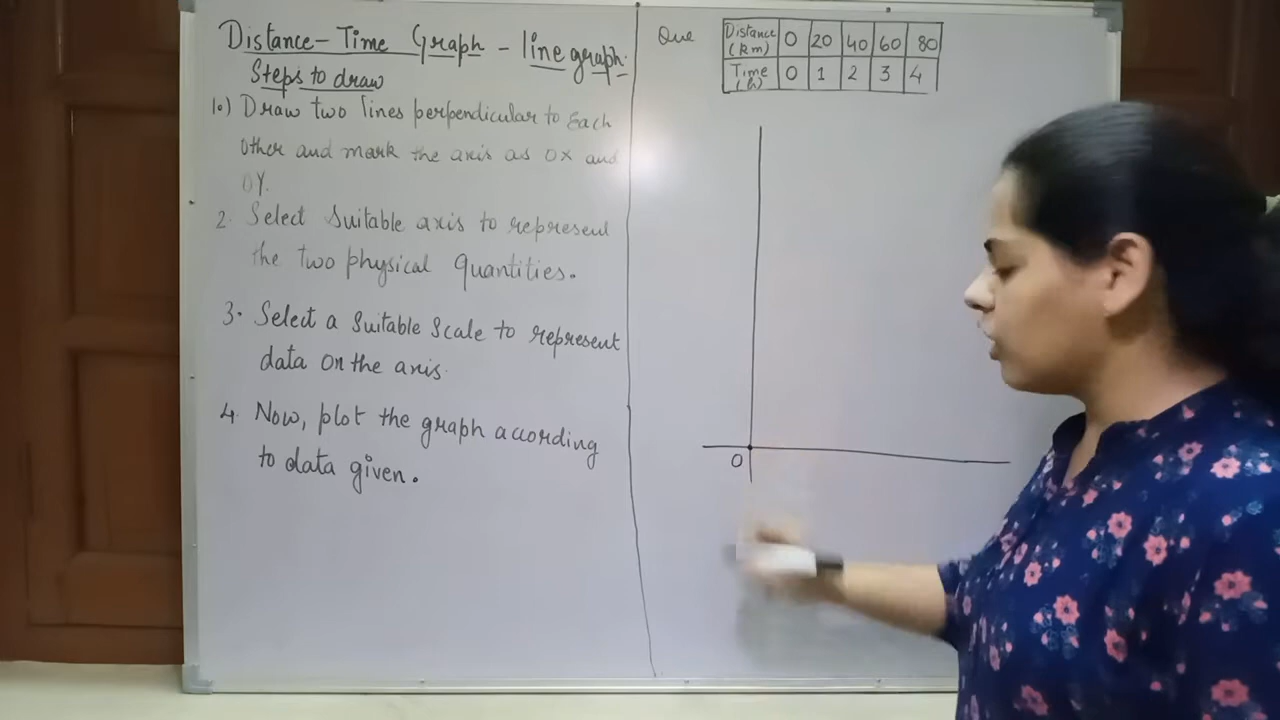 Distance-Time Graph - line graph.
Steps to draw
1.) Draw two lines perpendicular to Each
other and mark the axis as OX and
OY.
2. Select Suitable axis to represent
the two physical Quantities.
3. Select a Suitable Scale to represent
data on the axis.
4. Now, plot the graph according
to data given.
Que
Distance (km) 0 20 40 60 80
Time (h) 0 1 2 3 4
O